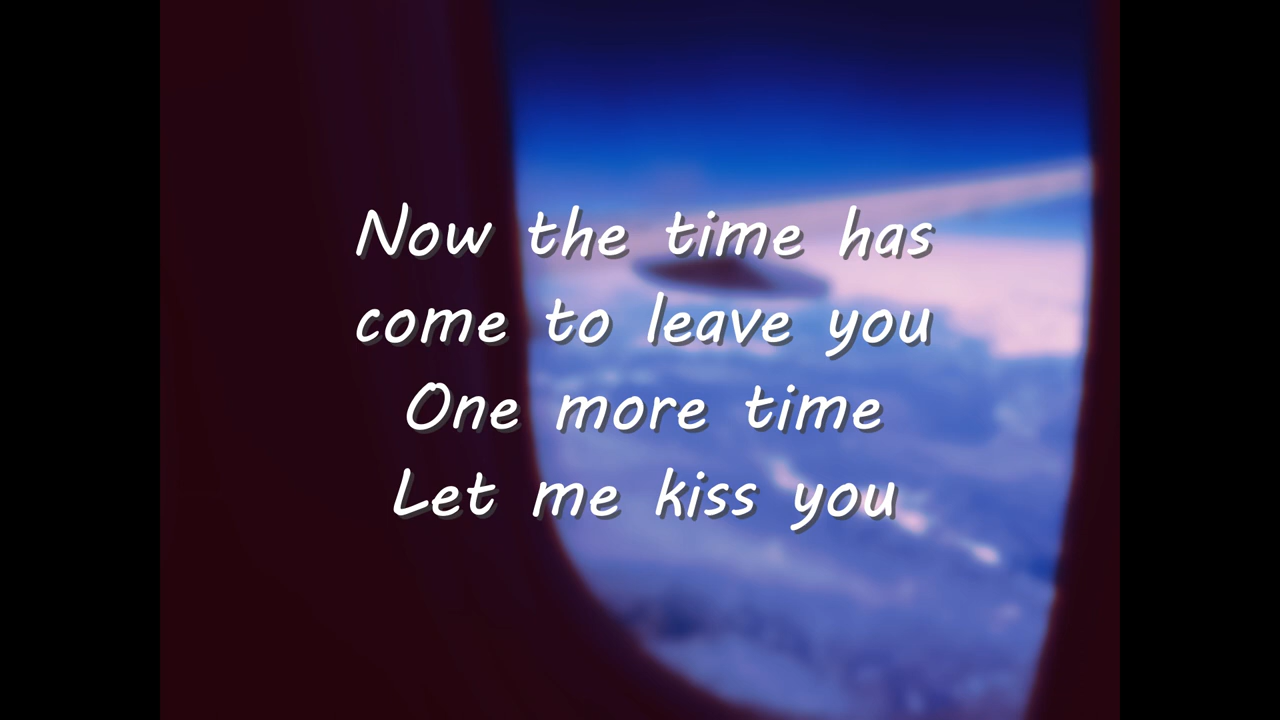 Now the time has
come to leave you
One more time
Let me kiss you